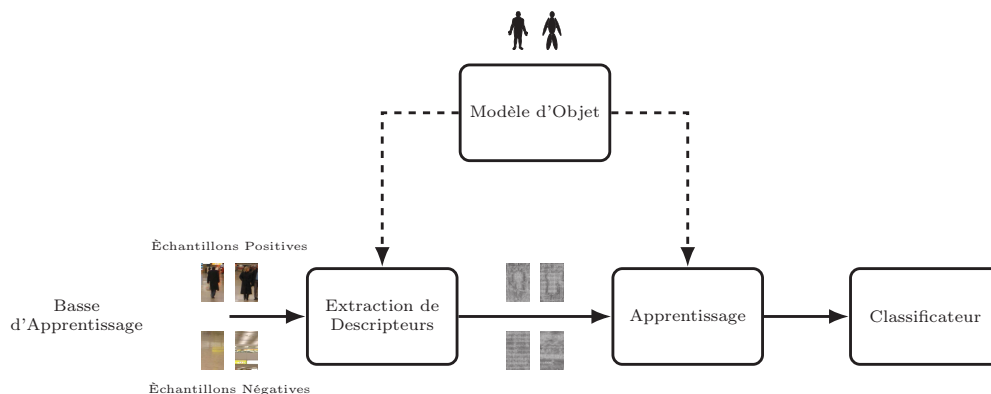 Modèle d'Objet
Èchantillons Positives
Basse
d'Apprentissage
Extraction de
Descripteurs
Apprentissage
Classificateur
Èchantillons Négatives